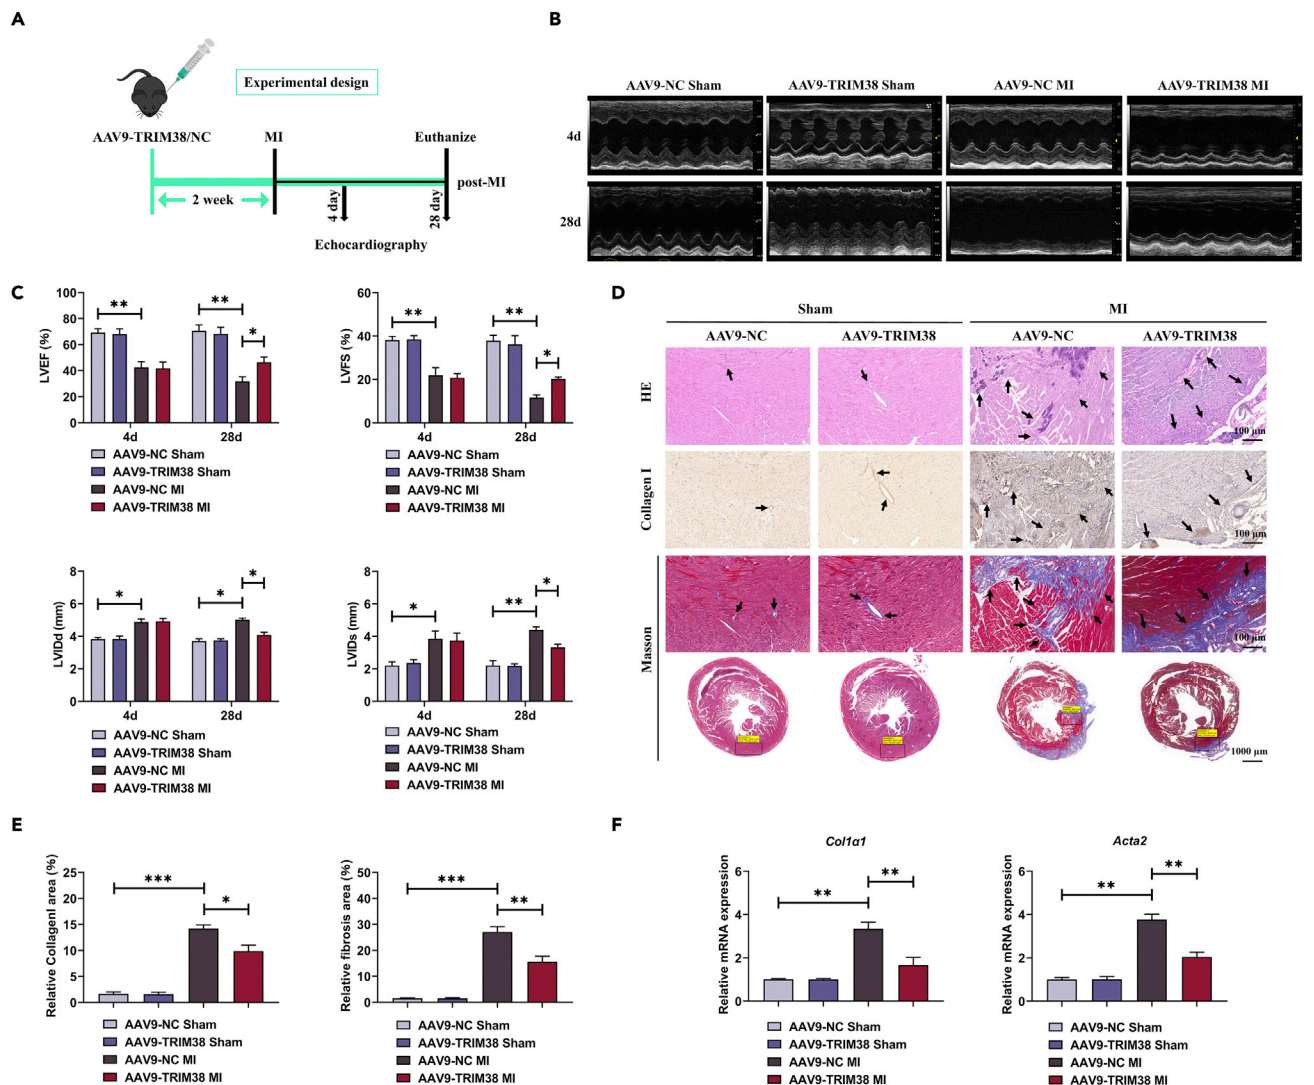 A
Experimental design
AAV9-TRIM38/NC
MI
Euthanize
2 week
4 day
28 day
post-MI
Echocardiography
B
AAV9-NC Sham
AAV9-TRIM38 Sham
AAV9-NC MI
AAV9-TRIM38 MI
4d
28d
C
LVEF (%)
100
80
60
40
20
0
**
**
*
4d
28d
AAV9-NC Sham
AAV9-TRIM38 Sham
AAV9-NC MI
AAV9-TRIM38 MI
LVFS (%)
60
40
20
0
**
**
*
4d
28d
AAV9-NC Sham
AAV9-TRIM38 Sham
AAV9-NC MI
AAV9-TRIM38 MI
LVIDd (mm)
8
6
4
2
0
*
*
*
4d
28d
AAV9-NC Sham
AAV9-TRIM38 Sham
AAV9-NC MI
AAV9-TRIM38 MI
LVIDs (mm)
8
6
4
2
0
*
**
*
4d
28d
AAV9-NC Sham
AAV9-TRIM38 Sham
AAV9-NC MI
AAV9-TRIM38 MI
D
Sham
MI
AAV9-NC
AAV9-TRIM38
AAV9-NC
AAV9-TRIM38
HE
100 μm
Collagen I
100 μm
Masson
100 μm
1000 μm
E
Relative CollagenI area (%)
25
20
15
10
5
0
***
*
AAV9-NC Sham
AAV9-TRIM38 Sham
AAV9-NC MI
AAV9-TRIM38 MI
Relative fibrosis area (%)
50
40
30
20
10
0
***
**
AAV9-NC Sham
AAV9-TRIM38 Sham
AAV9-NC MI
AAV9-TRIM38 MI
F
Col1α1
Relative mRNA expression
6
4
2
0
**
**
AAV9-NC Sham
AAV9-TRIM38 Sham
AAV9-NC MI
AAV9-TRIM38 MI
Acta2
Relative mRNA expression
6
4
2
0
**
**
AAV9-NC Sham
AAV9-TRIM38 Sham
AAV9-NC MI
AAV9-TRIM38 MI